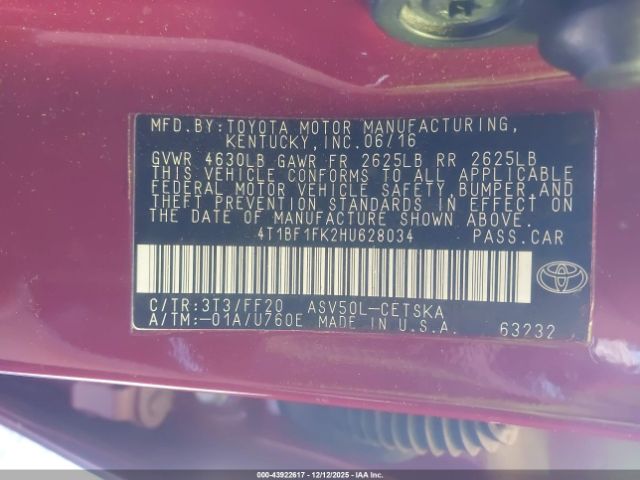 MFD.BY:TOYOTA MOTOR MANUFACTURING,
KENTUCKY,INC.06/16
GVWR 4630LB GAWR FR 2625LB RR 2625LB
THIS VEHICLE CONFORMS TO ALL APPLICABLE
FEDERAL MOTOR VEHICLE SAFETY, BUMPER,AND
THEFT PREVENTION STANDARDS IN EFFECT ON
THE DATE OF MANUFACTURE SHOWN ABOVE.
4T1BF1FK2HU628034 PASS.CAR
C/TR:3T3/FF20 ASV50L-CETSKA
A/TM:-01A/U760E MADE IN U.S.A. 63232
000-43922617 - 12/12/2025 - IAAI, Inc.